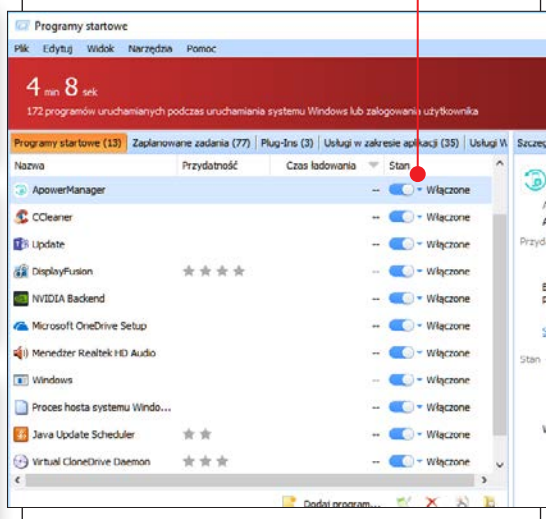 Programy startowe
Plik Edytuj Widok Narzędzia Pomoc
4 min 8 sek
172 programów uruchamianych podczas uruchamiania systemu Windows lub zalogowania użytkownika
Programy startowe (13) Zaplanowane zadania (77) Plug-Ins (3) Usługi w zakresie aplikacji (35) Usługi W Szczeg
Nazwa Przydatność Czas ładowania Stan
ApowerManager -- Włączone
CCleaner -- Włączone
Update -- Włączone
DisplayFusion -- Włączone
NVIDIA Backend -- Włączone
Microsoft OneDrive Setup -- Włączone
Menedżer Realtek HD Audio -- Włączone
Windows -- Włączone
Proces hosta systemu Windo... -- Włączone
Java Update Scheduler -- Włączone
Virtual CloneDrive Daemon -- Włączone
Dodaj program...
Przyd
Stan